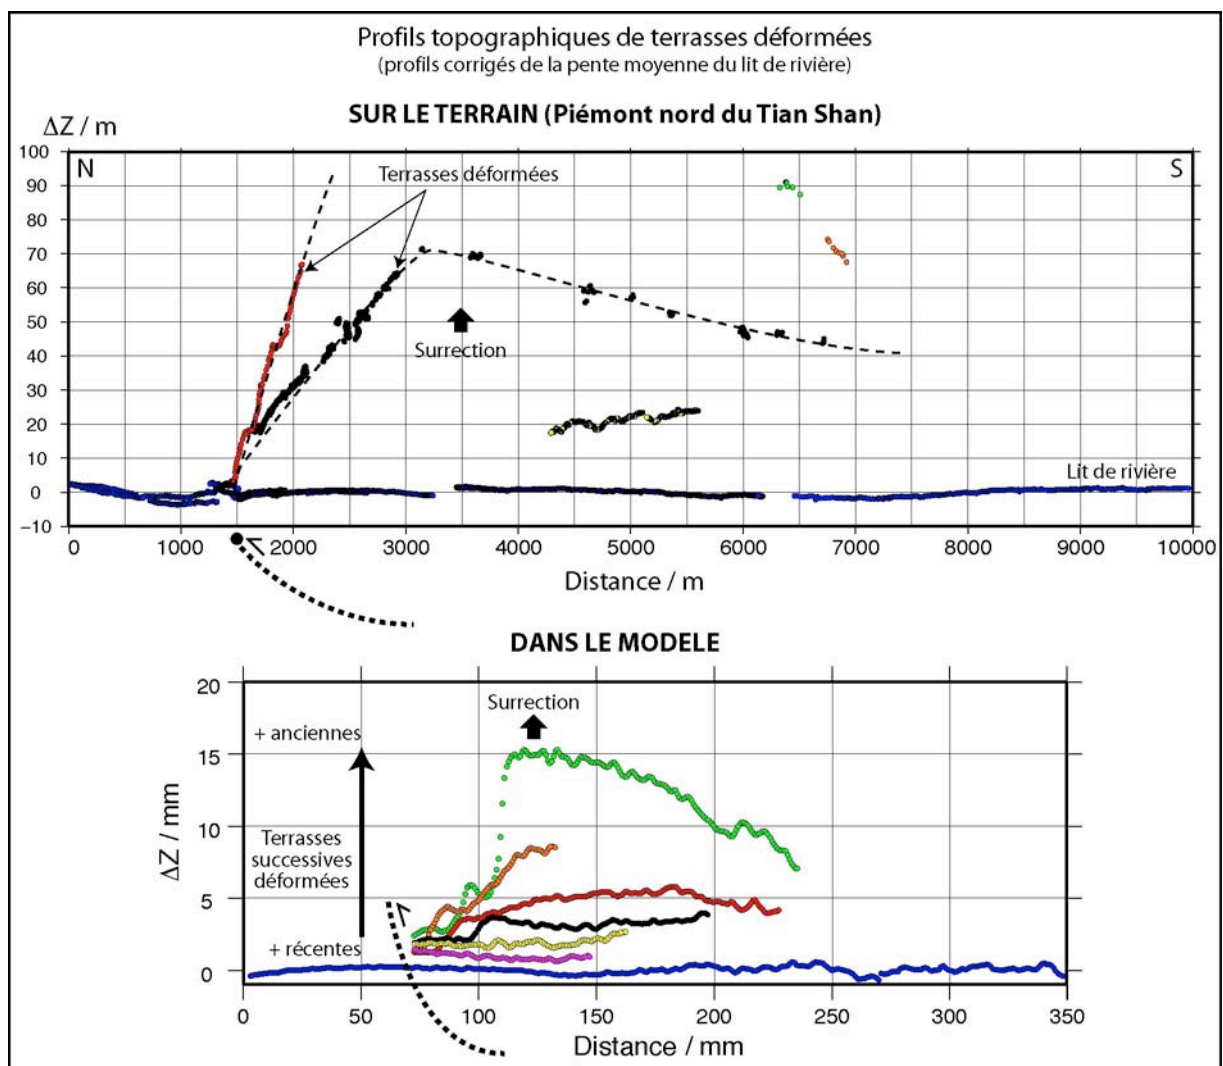 Profils topographiques de terrasses déformées
(profils corrigés de la pente moyenne du lit de rivière)
SUR LE TERRAIN (Piémont nord du Tian Shan)
ΔZ / m
100
90
80
70
60
50
40
30
20
10
0
−10
N
S
Terrasses déformées
Surrection
Lit de rivière
0 1000 2000 3000 4000 5000 6000 7000 8000 9000 10000
Distance / m
DANS LE MODELE
20
15
10
5
0
ΔZ / mm
Surrection
+ anciennes
Terrasses
successives
déformées
+ récentes
0 50 100 150 200 250 300 350
Distance / mm